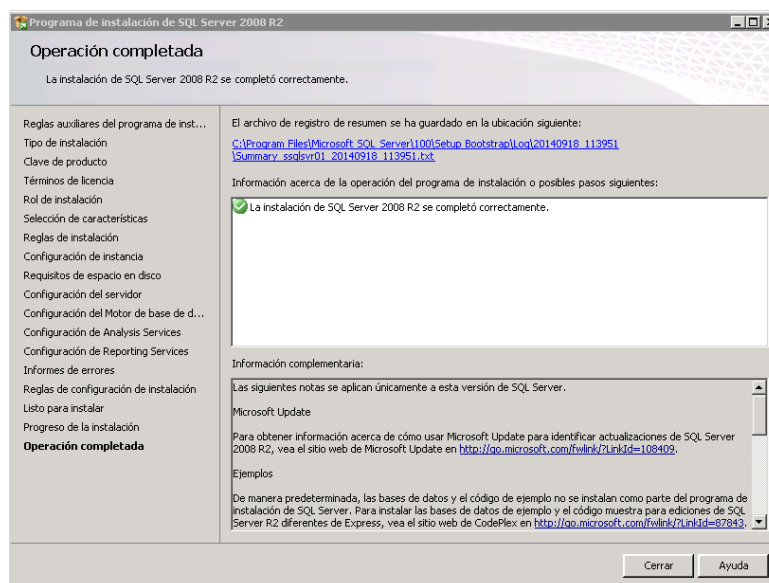 Programa de instalación de SQL Server 2008 R2
Operación completada
La instalación de SQL Server 2008 R2 se completó correctamente.
Reglas auxiliares del programa de inst...
Tipo de instalación
Clave de producto
Términos de licencia
Rol de instalación
Selección de características
Reglas de instalación
Configuración de instancia
Requisitos de espacio en disco
Configuración del servidor
Configuración del Motor de base de d...
Configuración de Analysis Services
Configuración de Reporting Services
Informes de errores
Reglas de configuración de instalación
Listo para instalar
Progreso de la instalación
Operación completada
El archivo de registro de resumen se ha guardado en la ubicación siguiente:
C:\Program Files\Microsoft SQL Server\100\Setup Bootstrap\Log\20140918_113951
\Summary_ssqlsvr01_20140918_113951.txt
Información acerca de la operación del programa de instalación o posibles pasos siguientes:
La instalación de SQL Server 2008 R2 se completó correctamente.
Información complementaria:
Las siguientes notas se aplican únicamente a esta versión de SQL Server.
Microsoft Update
Para obtener información acerca de cómo usar Microsoft Update para identificar actualizaciones de SQL Server
2008 R2, vea el sitio web de Microsoft Update en http://go.microsoft.com/fwlink/?LinkId=108409.
Ejemplos
De manera predeterminada, las bases de datos y el código de ejemplo no se instalan como parte del programa de
instalación de SQL Server. Para instalar las bases de datos de ejemplo y el código muestra para ediciones de SQL
Server R2 diferentes de Express, vea el sitio web de CodePlex en http://go.microsoft.com/fwlink/?LinkId=87843.
Cerrar
Ayuda